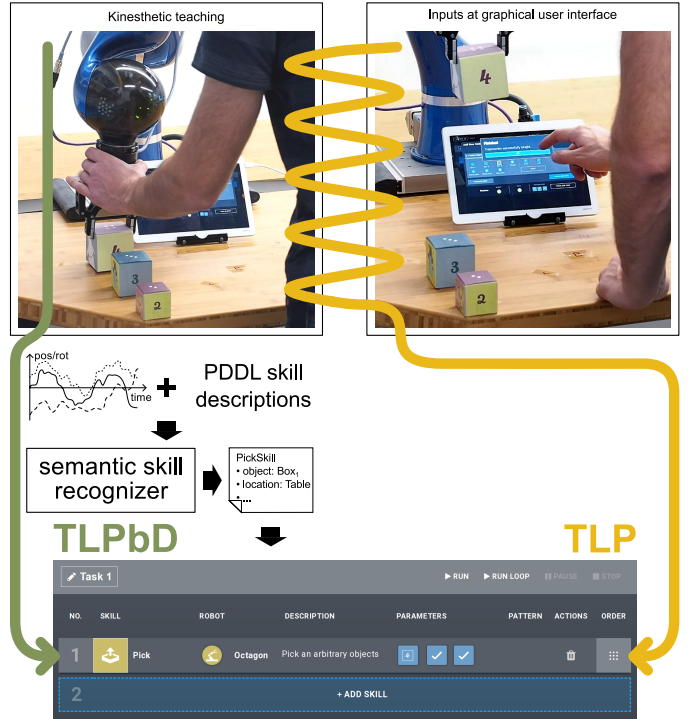 Kinesthetic teaching
Inputs at graphical user interface
4
3
2
4
3
2
Finished
pos/rot
time
PDDL skill
descriptions
semantic skill
recognizer
PickSkill
• object: Box₁
• location: Table
• ...
TLPbD
TLP
Task 1
RUN
RUN LOOP
PAUSE
STOP
NO.
SKILL
ROBOT
DESCRIPTION
PARAMETERS
PATTERN
ACTIONS
ORDER
1
Pick
Octagon
Pick an arbitrary objects
2
+ ADD SKILL